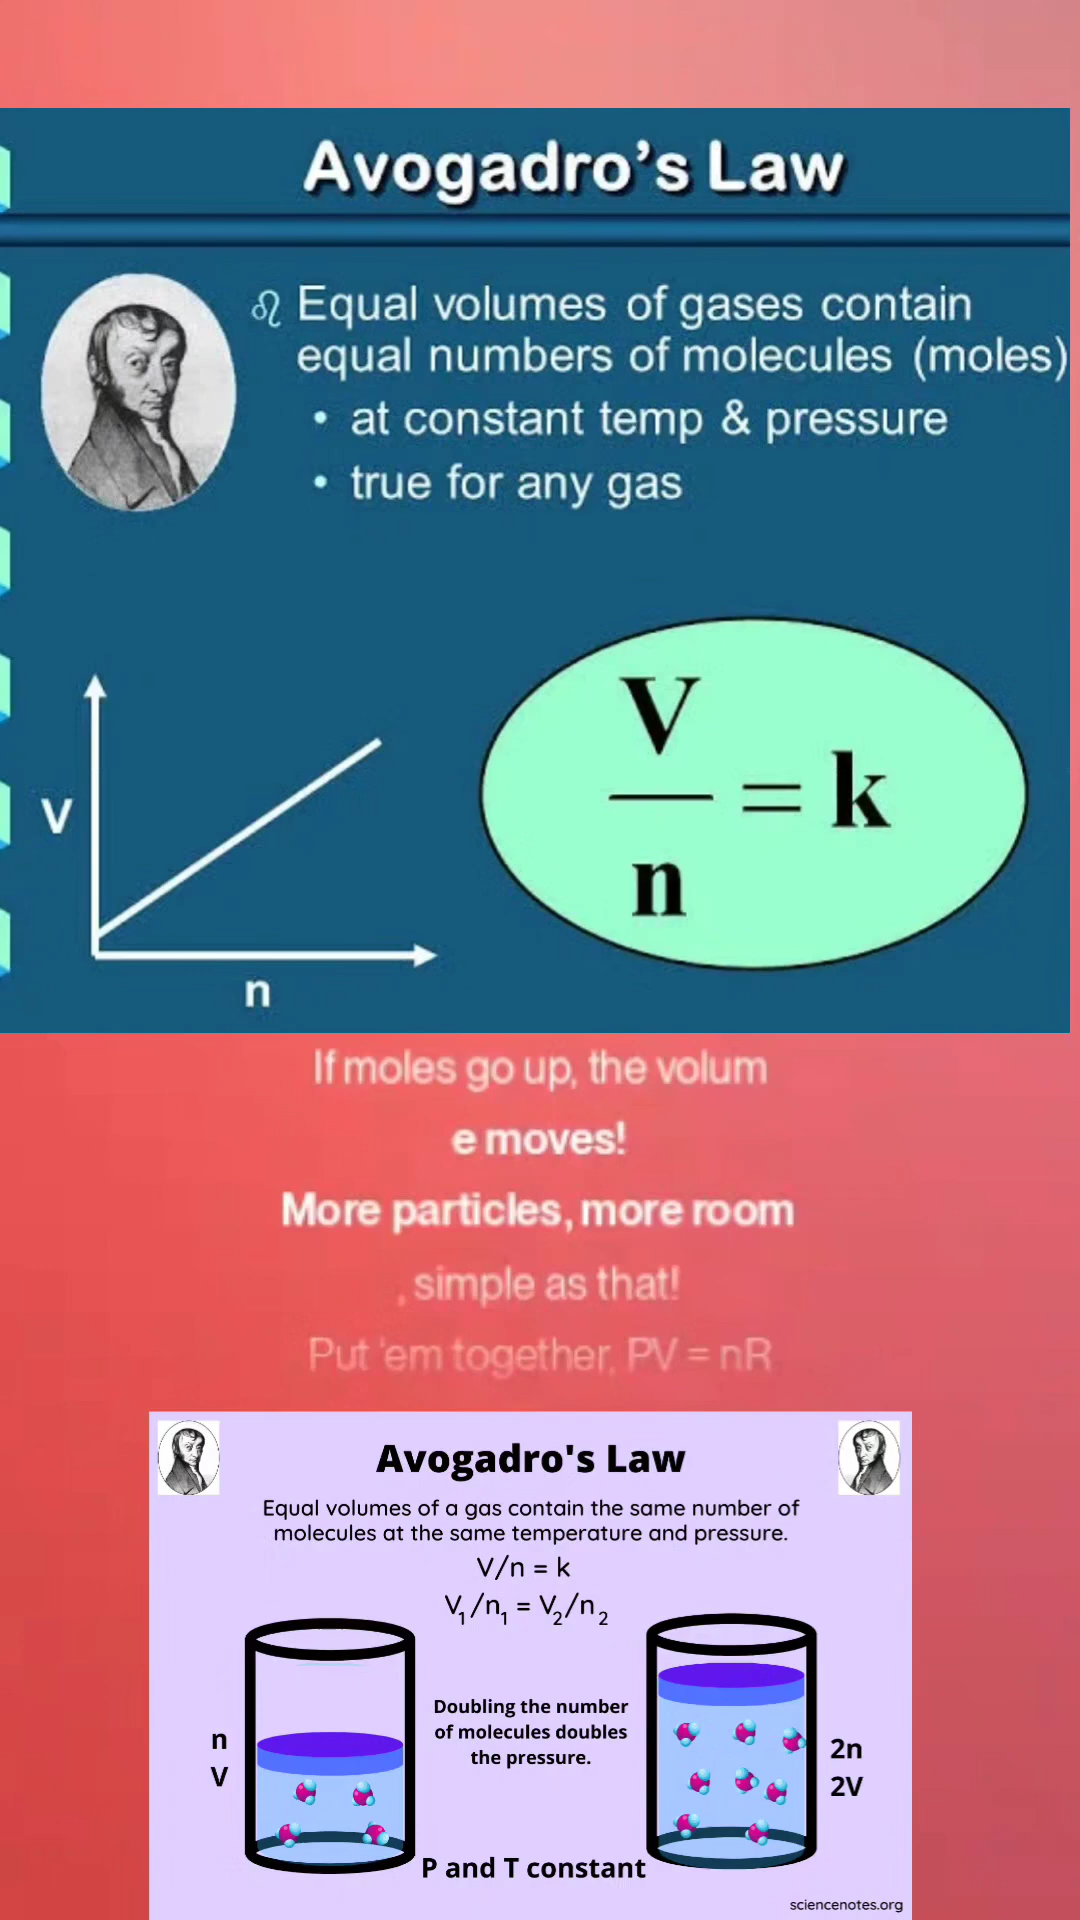 Avogadro’s Law
♌ Equal volumes of gases contain
equal numbers of molecules (moles)
• at constant temp & pressure
• true for any gas
V
n
V
n
= k
If moles go up, the volum
e moves!
More particles, more room
, simple as that!
Put 'em together, PV = nR
Avogadro's Law
Equal volumes of a gas contain the same number of
molecules at the same temperature and pressure.
V/n = k
V₁/n₁ = V₂/n₂
Doubling the number
of molecules doubles
the pressure.
n
V
2n
2V
P and T constant
sciencenotes.org